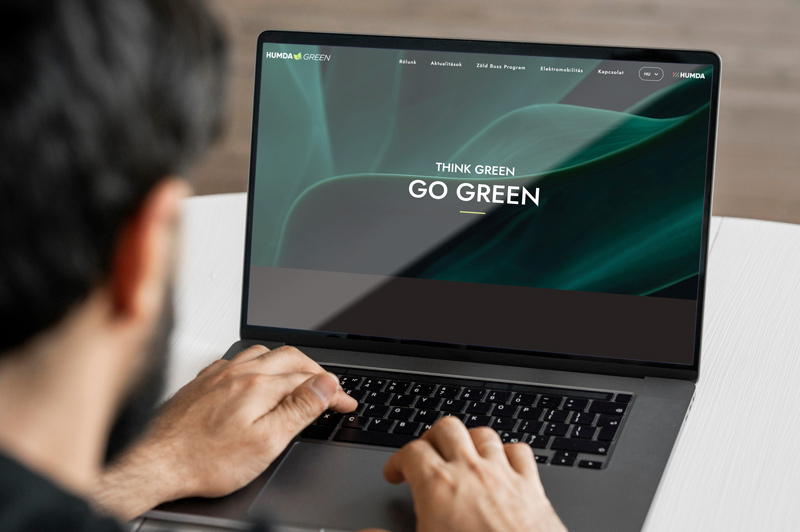 HUMDA GREEN
Rólunk Aktualitások Zöld Busz Program Elektromobilitás Kapcsolat HU HUMDA
THINK GREEN
GO GREEN